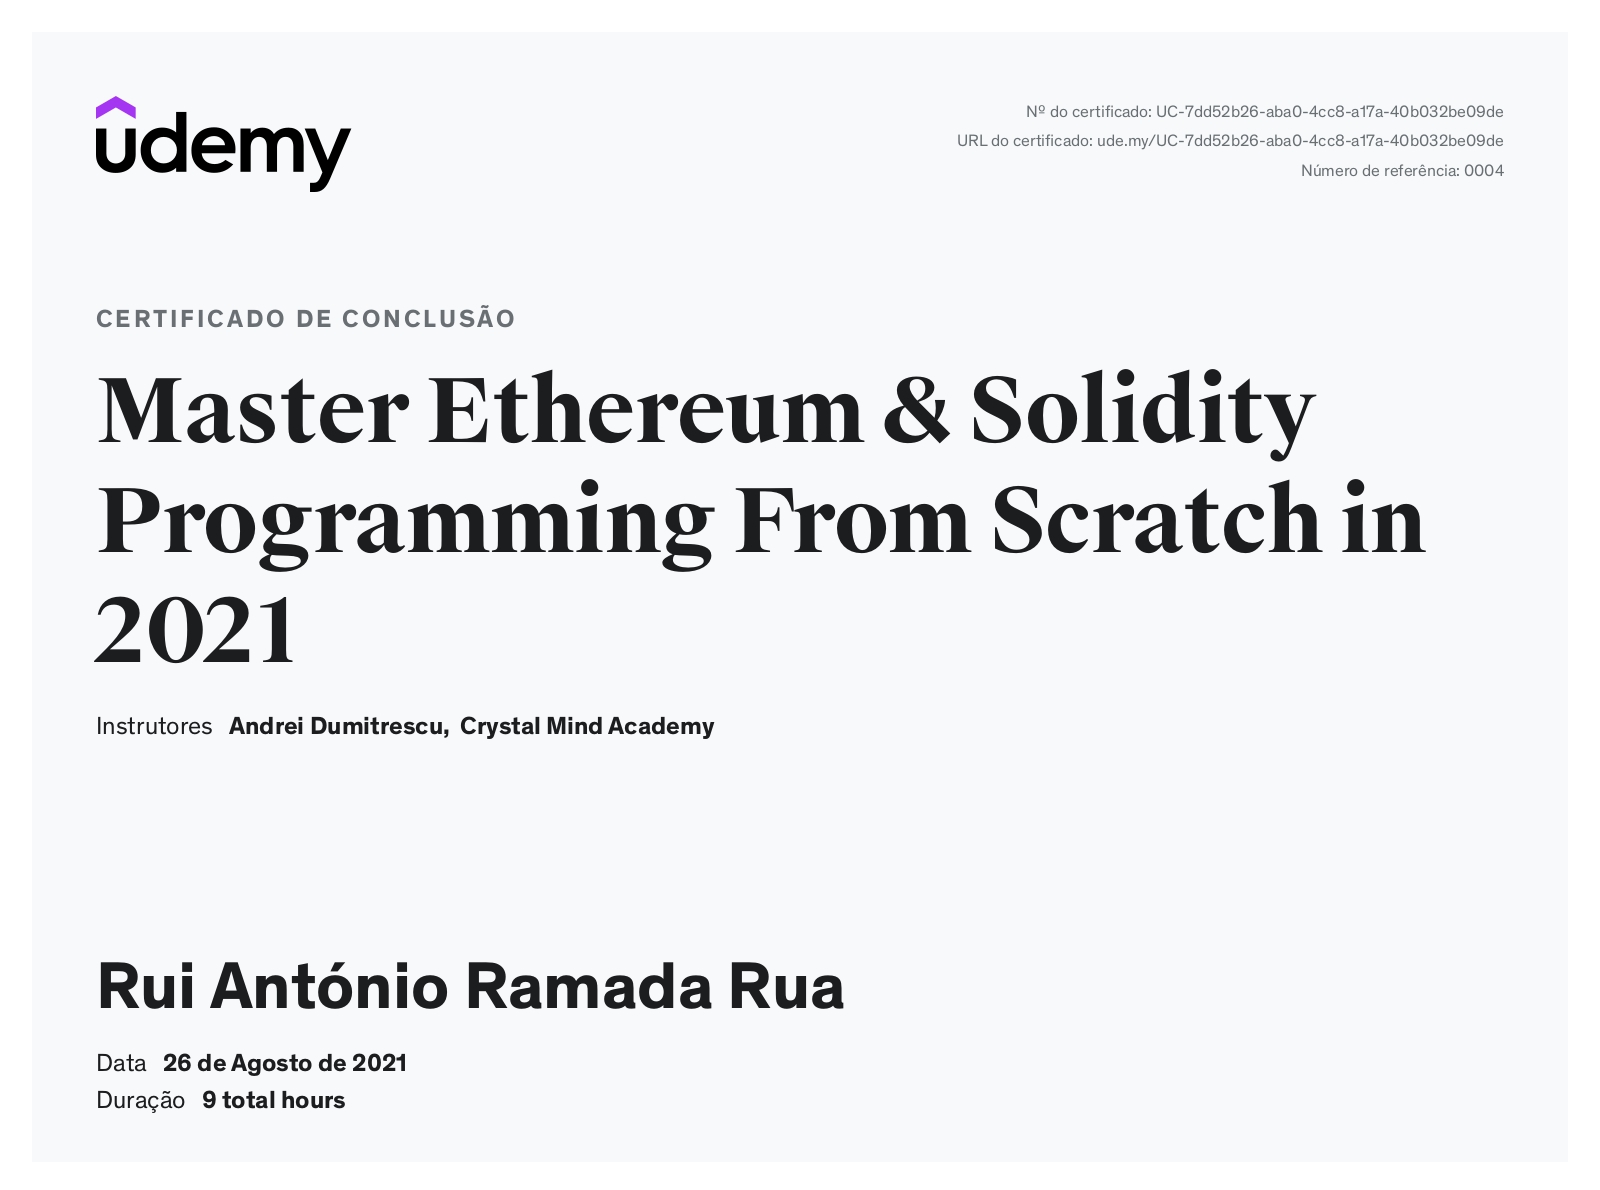 udemy
Nº do certificado: UC-7dd52b26-aba0-4cc8-a17a-40b032be09de
URL do certificado: ude.my/UC-7dd52b26-aba0-4cc8-a17a-40b032be09de
Número de referência: 0004
CERTIFICADO DE CONCLUSÃO
Master Ethereum & Solidity
Programming From Scratch in
2021
Instrutores Andrei Dumitrescu, Crystal Mind Academy
Rui António Ramada Rua
Data 26 de Agosto de 2021
Duração 9 total hours